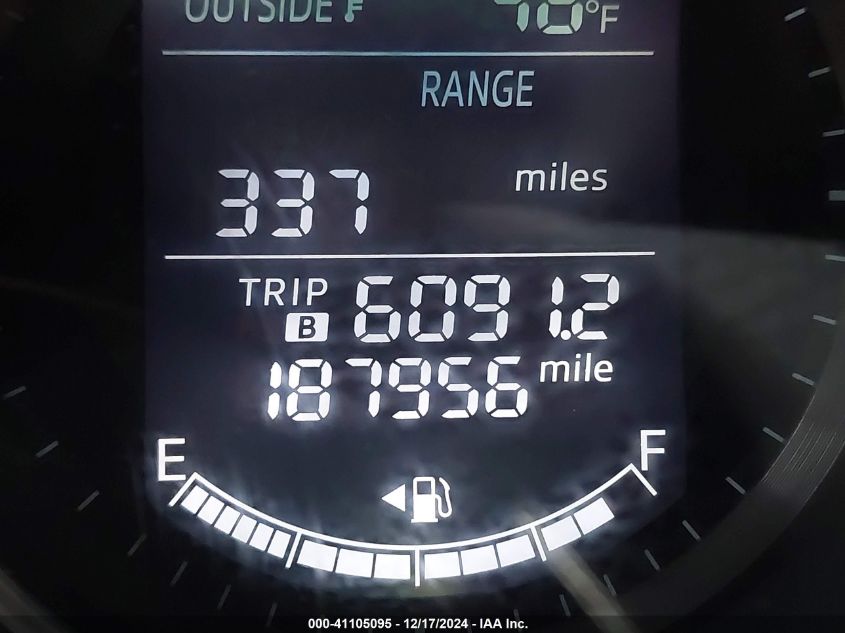 OUTSIDE °F
RANGE
337 miles
TRIP B 6091.2
187956 mile
E F
000-41105095 - 12/17/2024 - IAA Inc.